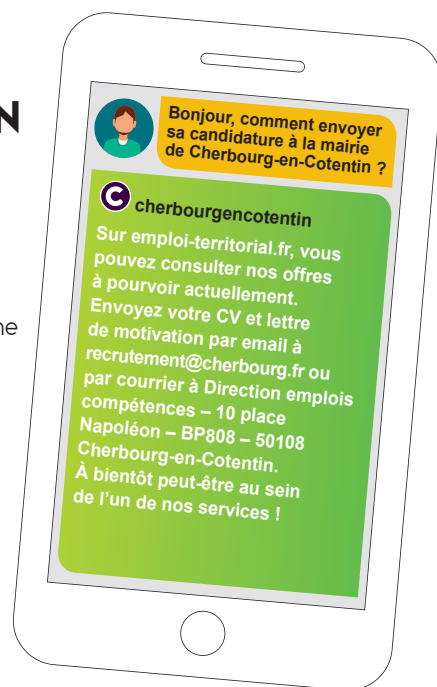 N
ne
Bonjour, comment envoyer
sa candidature à la mairie
de Cherbourg-en-Cotentin ?
C cherbourgencotentin
Sur emploi-territorial.fr, vous
pouvez consulter nos offres
à pourvoir actuellement.
Envoyez votre CV et lettre
de motivation par email à
recrutement@cherbourg.fr ou
par courrier à Direction emplois
compétences – 10 place
Napoléon – BP808 – 50108
Cherbourg-en-Cotentin.
À bientôt peut-être au sein
de l'un de nos services !